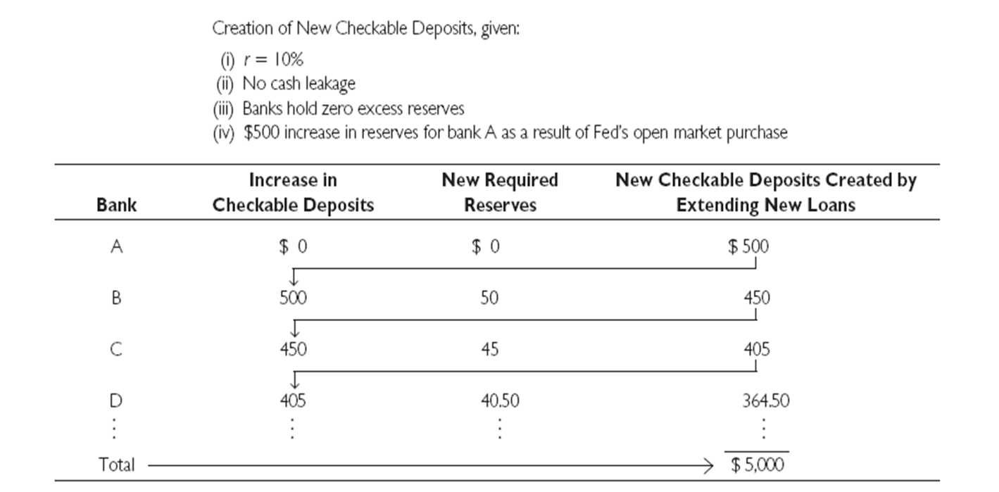 Creation of New Checkable Deposits, given:
(i) r = 10%
(ii) No cash leakage
(iii) Banks hold zero excess reserves
(iv) $500 increase in reserves for bank A as a result of Fed's open market purchase
Increase in New Required New Checkable Deposits Created by
Bank Checkable Deposits Reserves Extending New Loans
A $ 0 $ 0 $ 500
B 500 50 450
C 450 45 405
D 405 40.50 364.50
Total $ 5,000